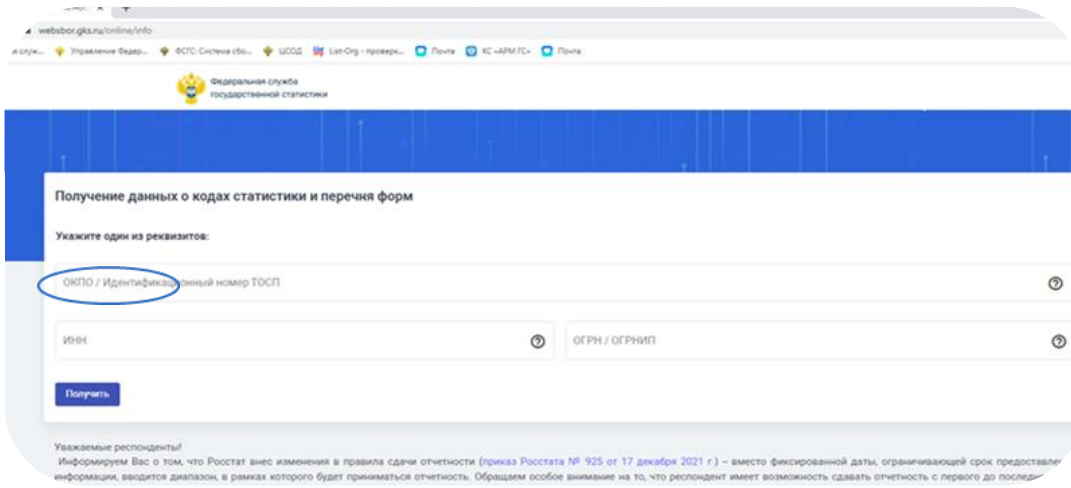 websbor.gks.ru/online/info
Управление Федер... ФСГС: Система сбо... ЦСОД List-Org - проверк... Почта КС «АРМ ГС» Почта
Федеральная служба
государственной статистики
Получение данных о кодах статистики и перечня форм
Укажите один из реквизитов:
ОКПО / Идентификационный номер ТОСП
ИНН ОГРН / ОГРНИП
Получить
Уважаемые респонденты!
Информируем Вас о том, что Росстат внес изменения в правила сдачи отчетности (приказ Росстата № 925 от 17 декабря 2021 г.) – вместо фиксированной даты, ограничивающей срок предоставле
информации, вводится диапазон, в рамках которого будет приниматься отчетность. Обращаем особое внимание на то, что респондент имеет возможность сдавать отчетность с первого до последн